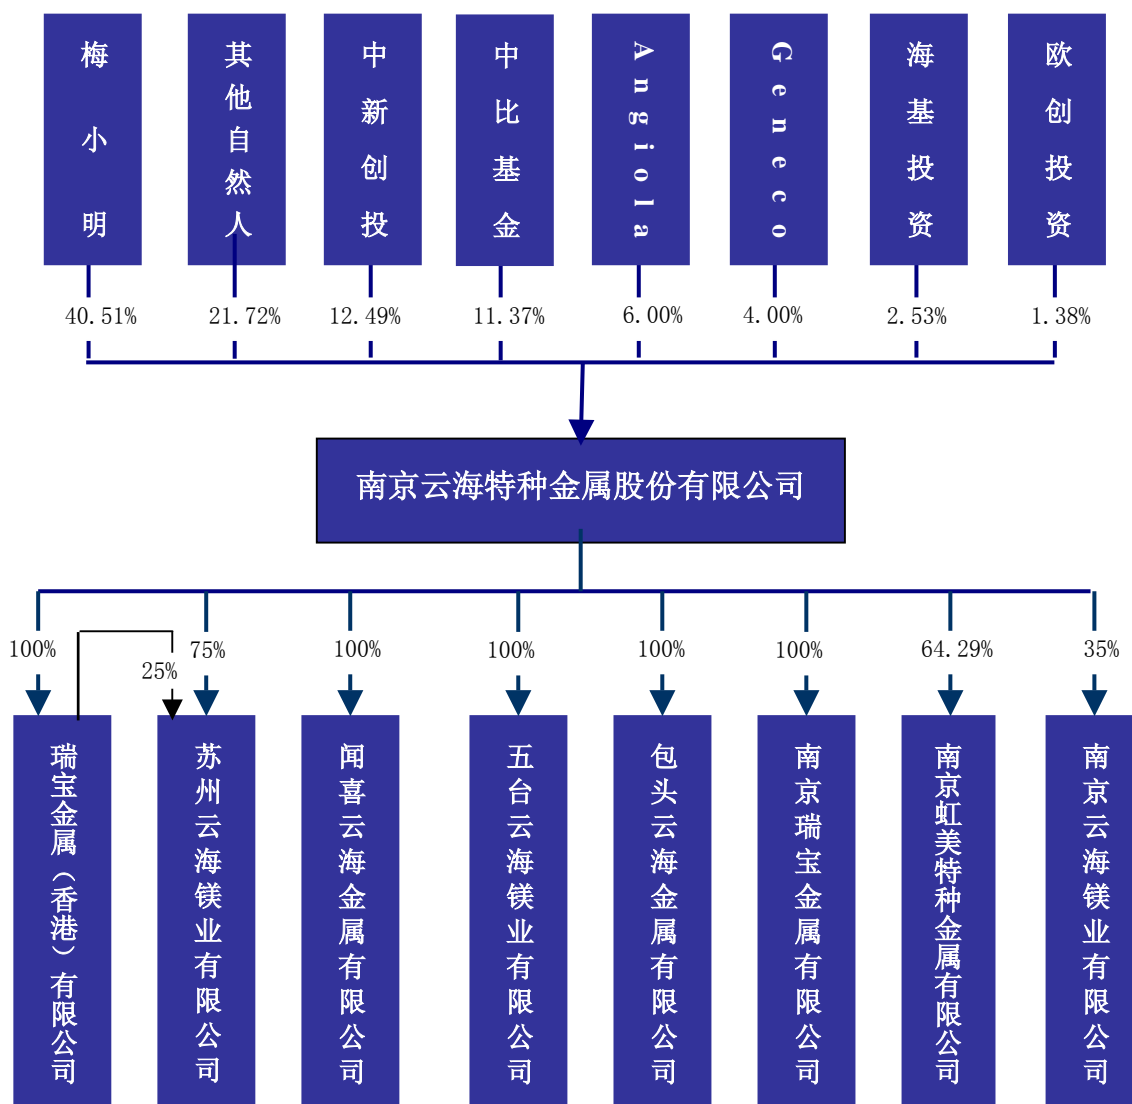 梅小明
其他自然人
中新创投
中比基金
Angiola
Geneco
海基投资
欧创投资
40.51%
21.72%
12.49%
11.37%
6.00%
4.00%
2.53%
1.38%
南京云海特种金属股份有限公司
100%
25%
75%
100%
100%
100%
100%
64.29%
35%
瑞宝金属（香港）有限公司
苏州云海镁业有限公司
闻喜云海金属有限公司
五台云海镁业有限公司
包头云海金属有限公司
南京瑞宝金属有限公司
南京虹美特种金属有限公司
南京云海镁业有限公司